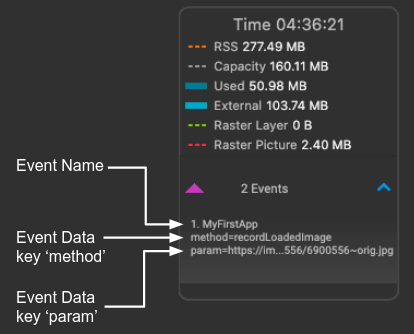 Time 04:36:21
RSS 277.49 MB
Capacity 160.11 MB
Used 50.98 MB
External 103.74 MB
Raster Layer 0 B
Raster Picture 2.40 MB
2 Events
Event Name
1. MyFirstApp
Event Data
key ‘method’
method=recordLoadedImage
param=https://im...556/6900556~orig.jpg
Event Data
key ‘param’